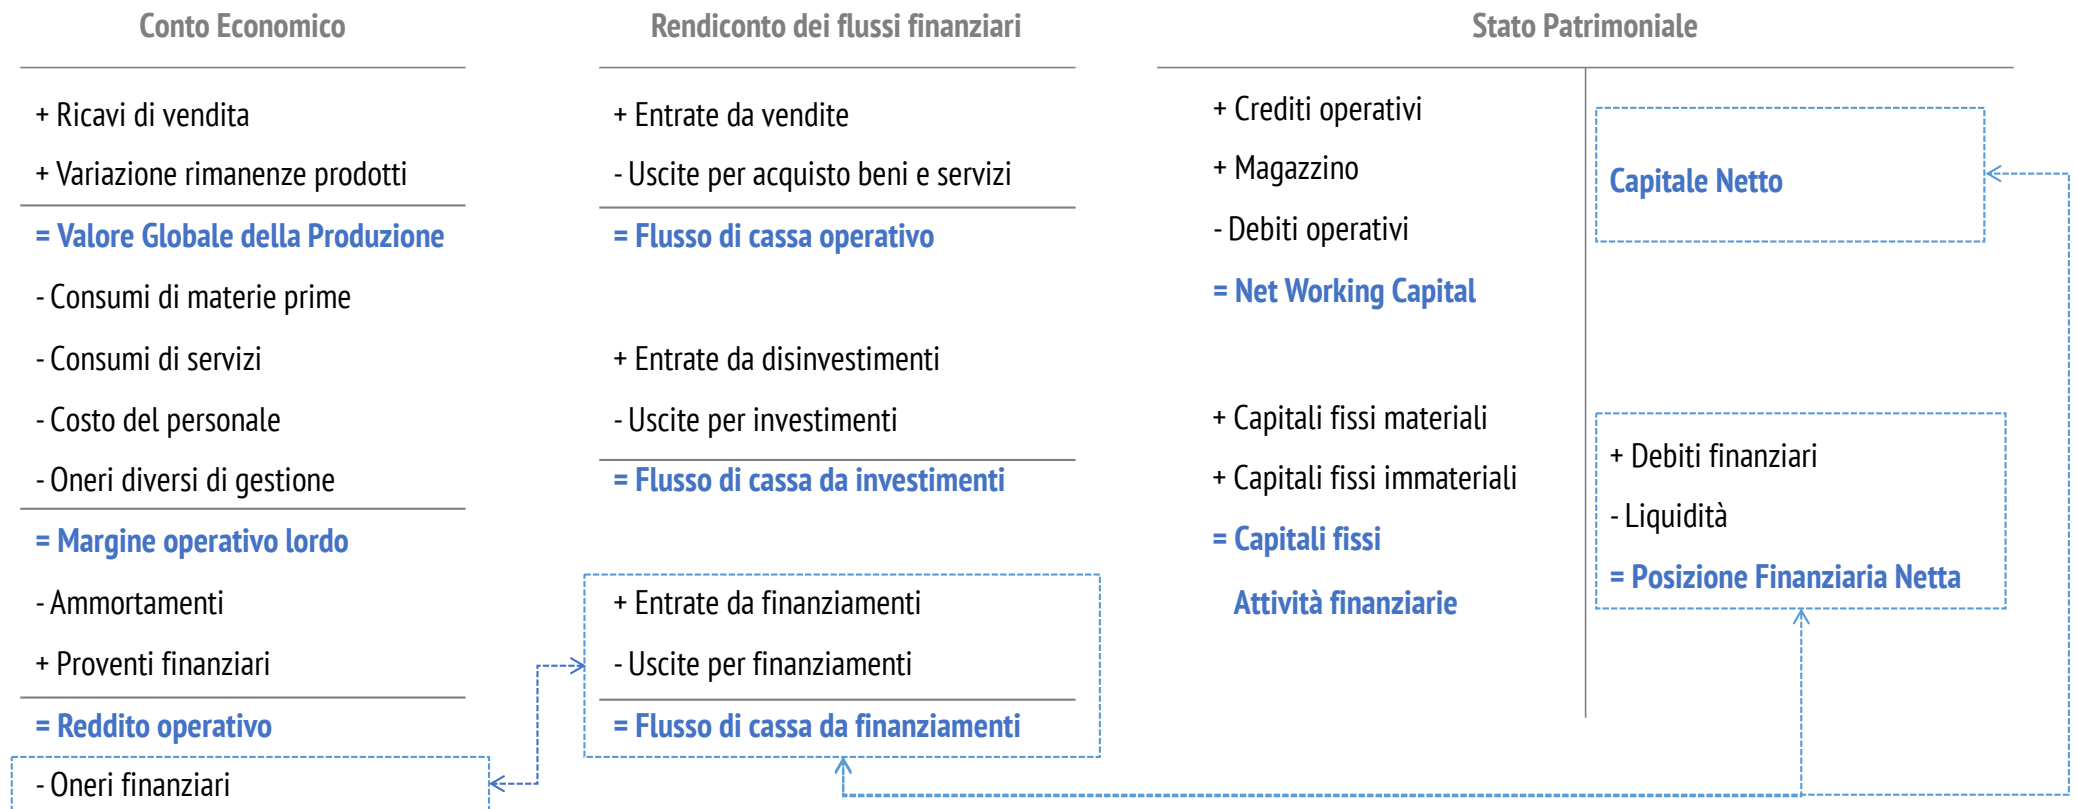 Conto Economico
+ Ricavi di vendita
+ Variazione rimanenze prodotti
= Valore Globale della Produzione
- Consumi di materie prime
- Consumi di servizi
- Costo del personale
- Oneri diversi di gestione
= Margine operativo lordo
- Ammortamenti
+ Proventi finanziari
= Reddito operativo
- Oneri finanziari
Rendiconto dei flussi finanziari
+ Entrate da vendite
- Uscite per acquisto beni e servizi
= Flusso di cassa operativo
+ Entrate da disinvestimenti
- Uscite per investimenti
= Flusso di cassa da investimenti
+ Entrate da finanziamenti
- Uscite per finanziamenti
= Flusso di cassa da finanziamenti
Stato Patrimoniale
+ Crediti operativi
+ Magazzino
- Debiti operativi
= Net Working Capital
+ Capitali fissi materiali
+ Capitali fissi immateriali
= Capitali fissi
Attività finanziarie
Capitale Netto
+ Debiti finanziari
- Liquidità
= Posizione Finanziaria Netta